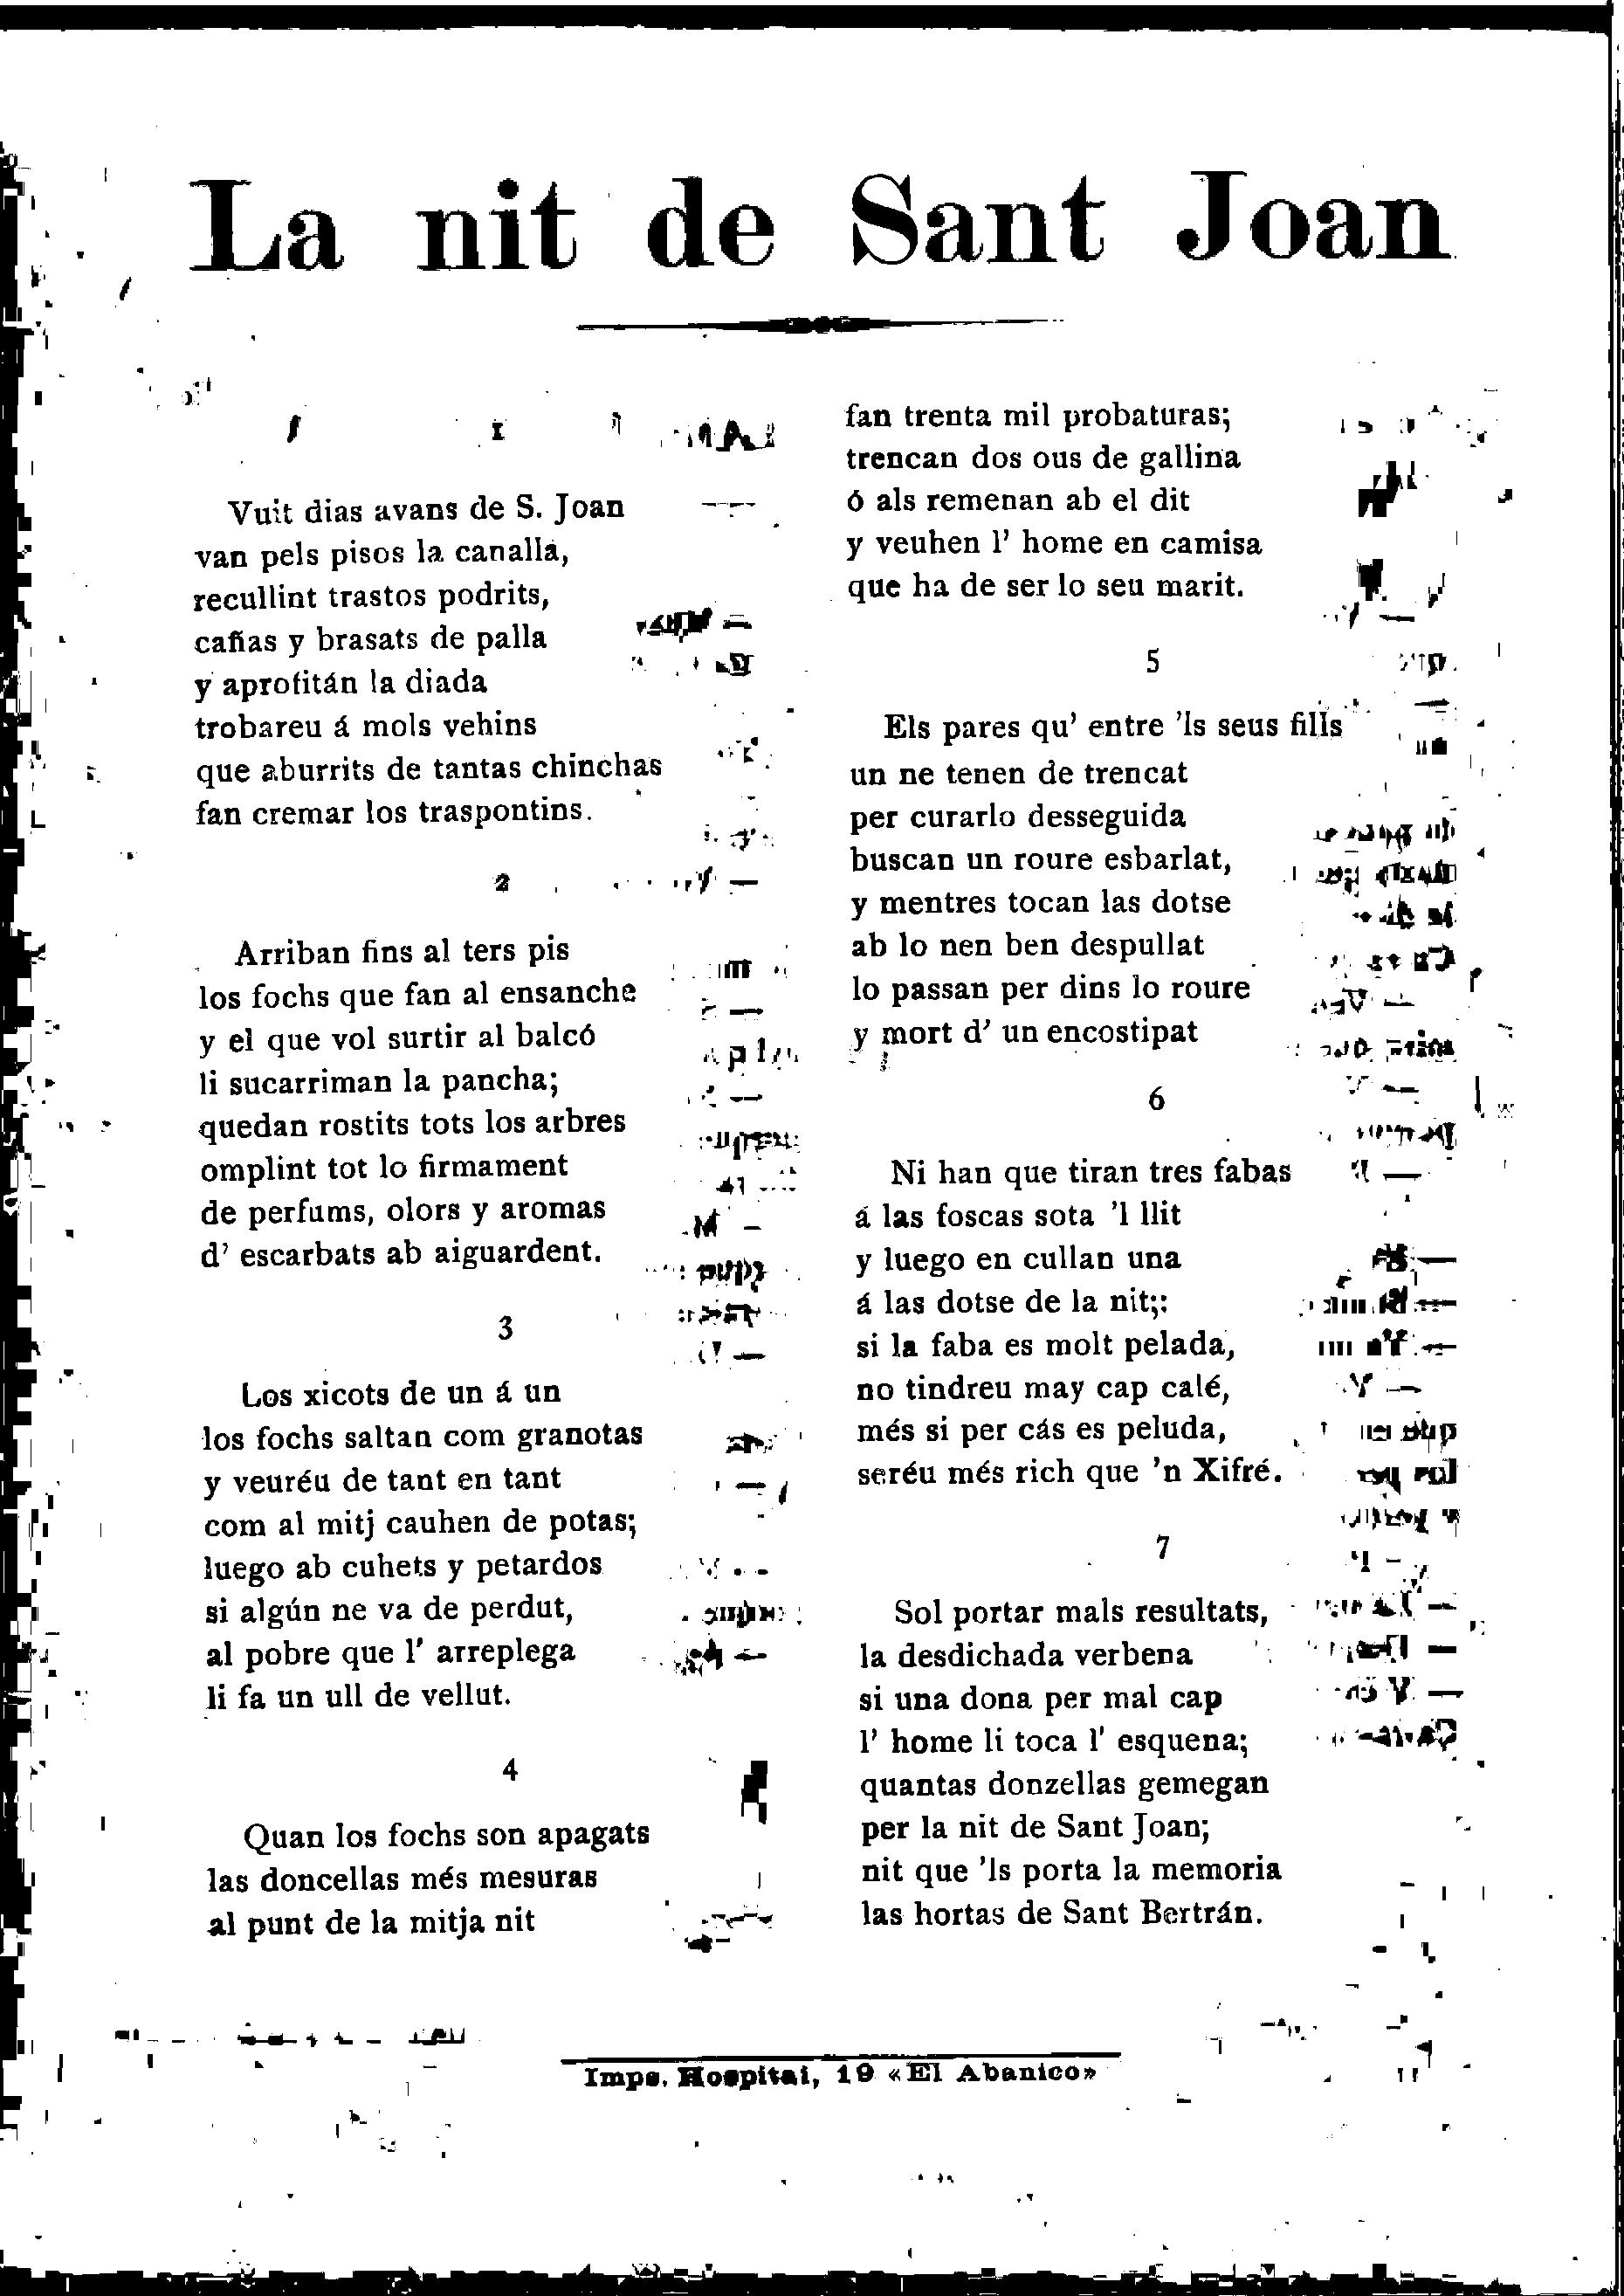 La nit de Sant Joan
1
Vuit dias avans de S. Joan
van pels pisos la canalla,
recullint trastos podrits,
cañas y brasats de palla
y aprofitán la diada
trobareu á mols vehins
que aburrits de tantas chinchas
fan cremar los traspontins.
2
Arriban fins al ters pis
los fochs que fan al ensanche
y el que vol surtir al balcó
li sucarriman la pancha;
quedan rostits tots los arbres
omplint tot lo firmament
de perfums, olors y aromas
d' escarbats ab aiguardent.
3
Los xicots de un á un
los fochs saltan com granotas
y veuréu de tant en tant
com al mitj cauhen de potas;
luego ab cuhets y petardos
si algún ne va de perdut,
al pobre que l' arreplega
li fa un ull de vellut.
4
Quan los fochs son apagats
las doncellas més mesuras
al punt de la mitja nit
fan trenta mil probaturas;
trencan dos ous de gallina
ó als remenan ab el dit
y veuhen l' home en camisa
que ha de ser lo seu marit.
5
Els pares qu' entre 'ls seus fills
un ne tenen de trencat
per curarlo desseguida
buscan un roure esbarlat,
y mentres tocan las dotse
ab lo nen ben despullat
lo passan per dins lo roure
y mort d' un encostipat
6
Ni han que tiran tres fabas
á las foscas sota 'l llit
y luego en cullan una
á las dotse de la nit;:
si la faba es molt pelada,
no tindreu may cap calé,
més si per cás es peluda,
seréu més rich que 'n Xifré.
7
Sol portar mals resultats,
la desdichada verbena
si una dona per mal cap
l' home li toca l' esquena;
quantas donzellas gemegan
per la nit de Sant Joan;
nit que 'ls porta la memoria
las hortas de Sant Bertrán.
Imps. Hospital, 19 «El Abanico»